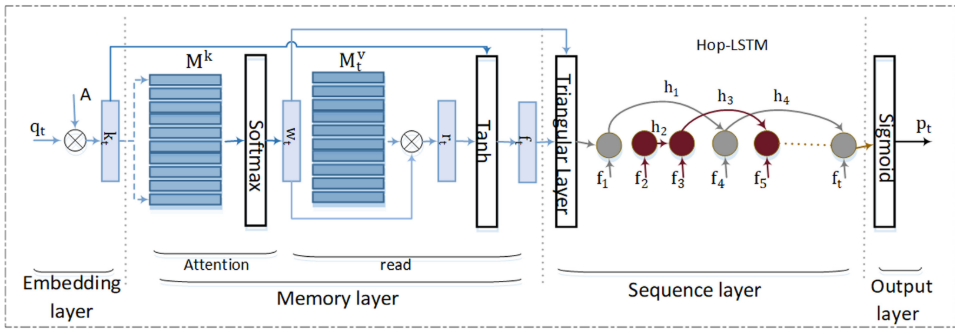 M^k
M_t^v
Hop-LSTM
A
q_t
k_t
Softmax
w_t
r_t
Tanh
f_t
Triangular Layer
h_1
h_2
h_3
h_4
f_1
f_2
f_3
f_4
f_5
f_t
Sigmoid
p_t
Attention
read
Embedding
layer
Memory layer
Sequence layer
Output
layer